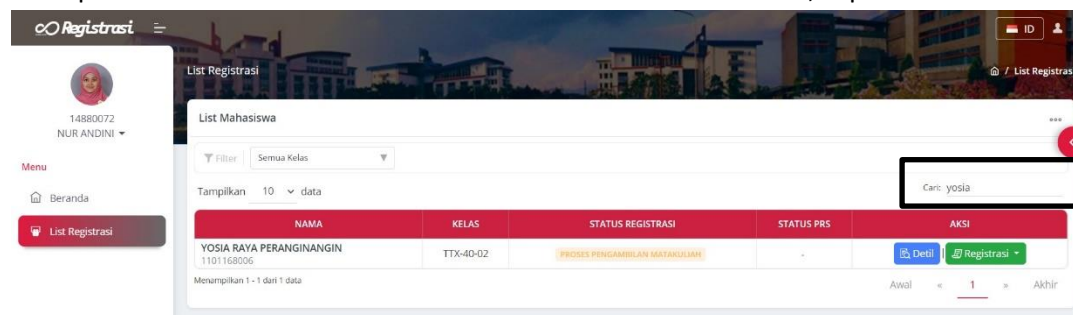 Registrasi
ID
List Registrasi
/ List Registras
14880072
NUR ANDINI
Menu
Beranda
List Registrasi
List Mahasiswa
Filter
Semua Kelas
Tampilkan 10 data
Cari: yosia
NAMA KELAS STATUS REGISTRASI STATUS PRS AKSI
YOSIA RAYA PERANGINANGIN
1101168006
TTX-40-02 PROSES PENGAMBILAN MATAKULIAH - Detil | Registrasi
Menampilkan 1 - 1 dari 1 data
Awal « 1 » Akhir